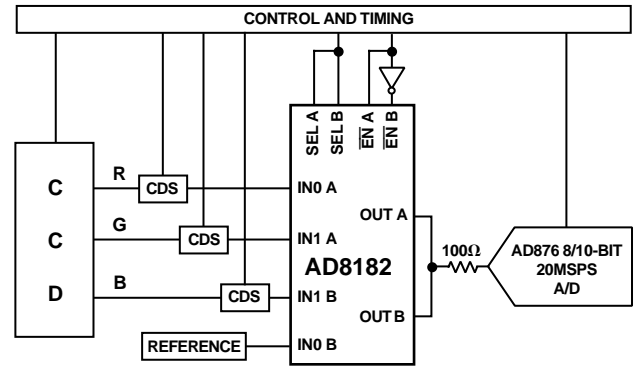 CONTROL AND TIMING
SEL A
SEL B
EN A
EN B
C
C
D
R
G
B
CDS
CDS
CDS
REFERENCE
IN0 A
IN1 A
IN1 B
IN0 B
OUT A
OUT B
AD8182
100Ω
AD876 8/10-BIT
20MSPS
A/D